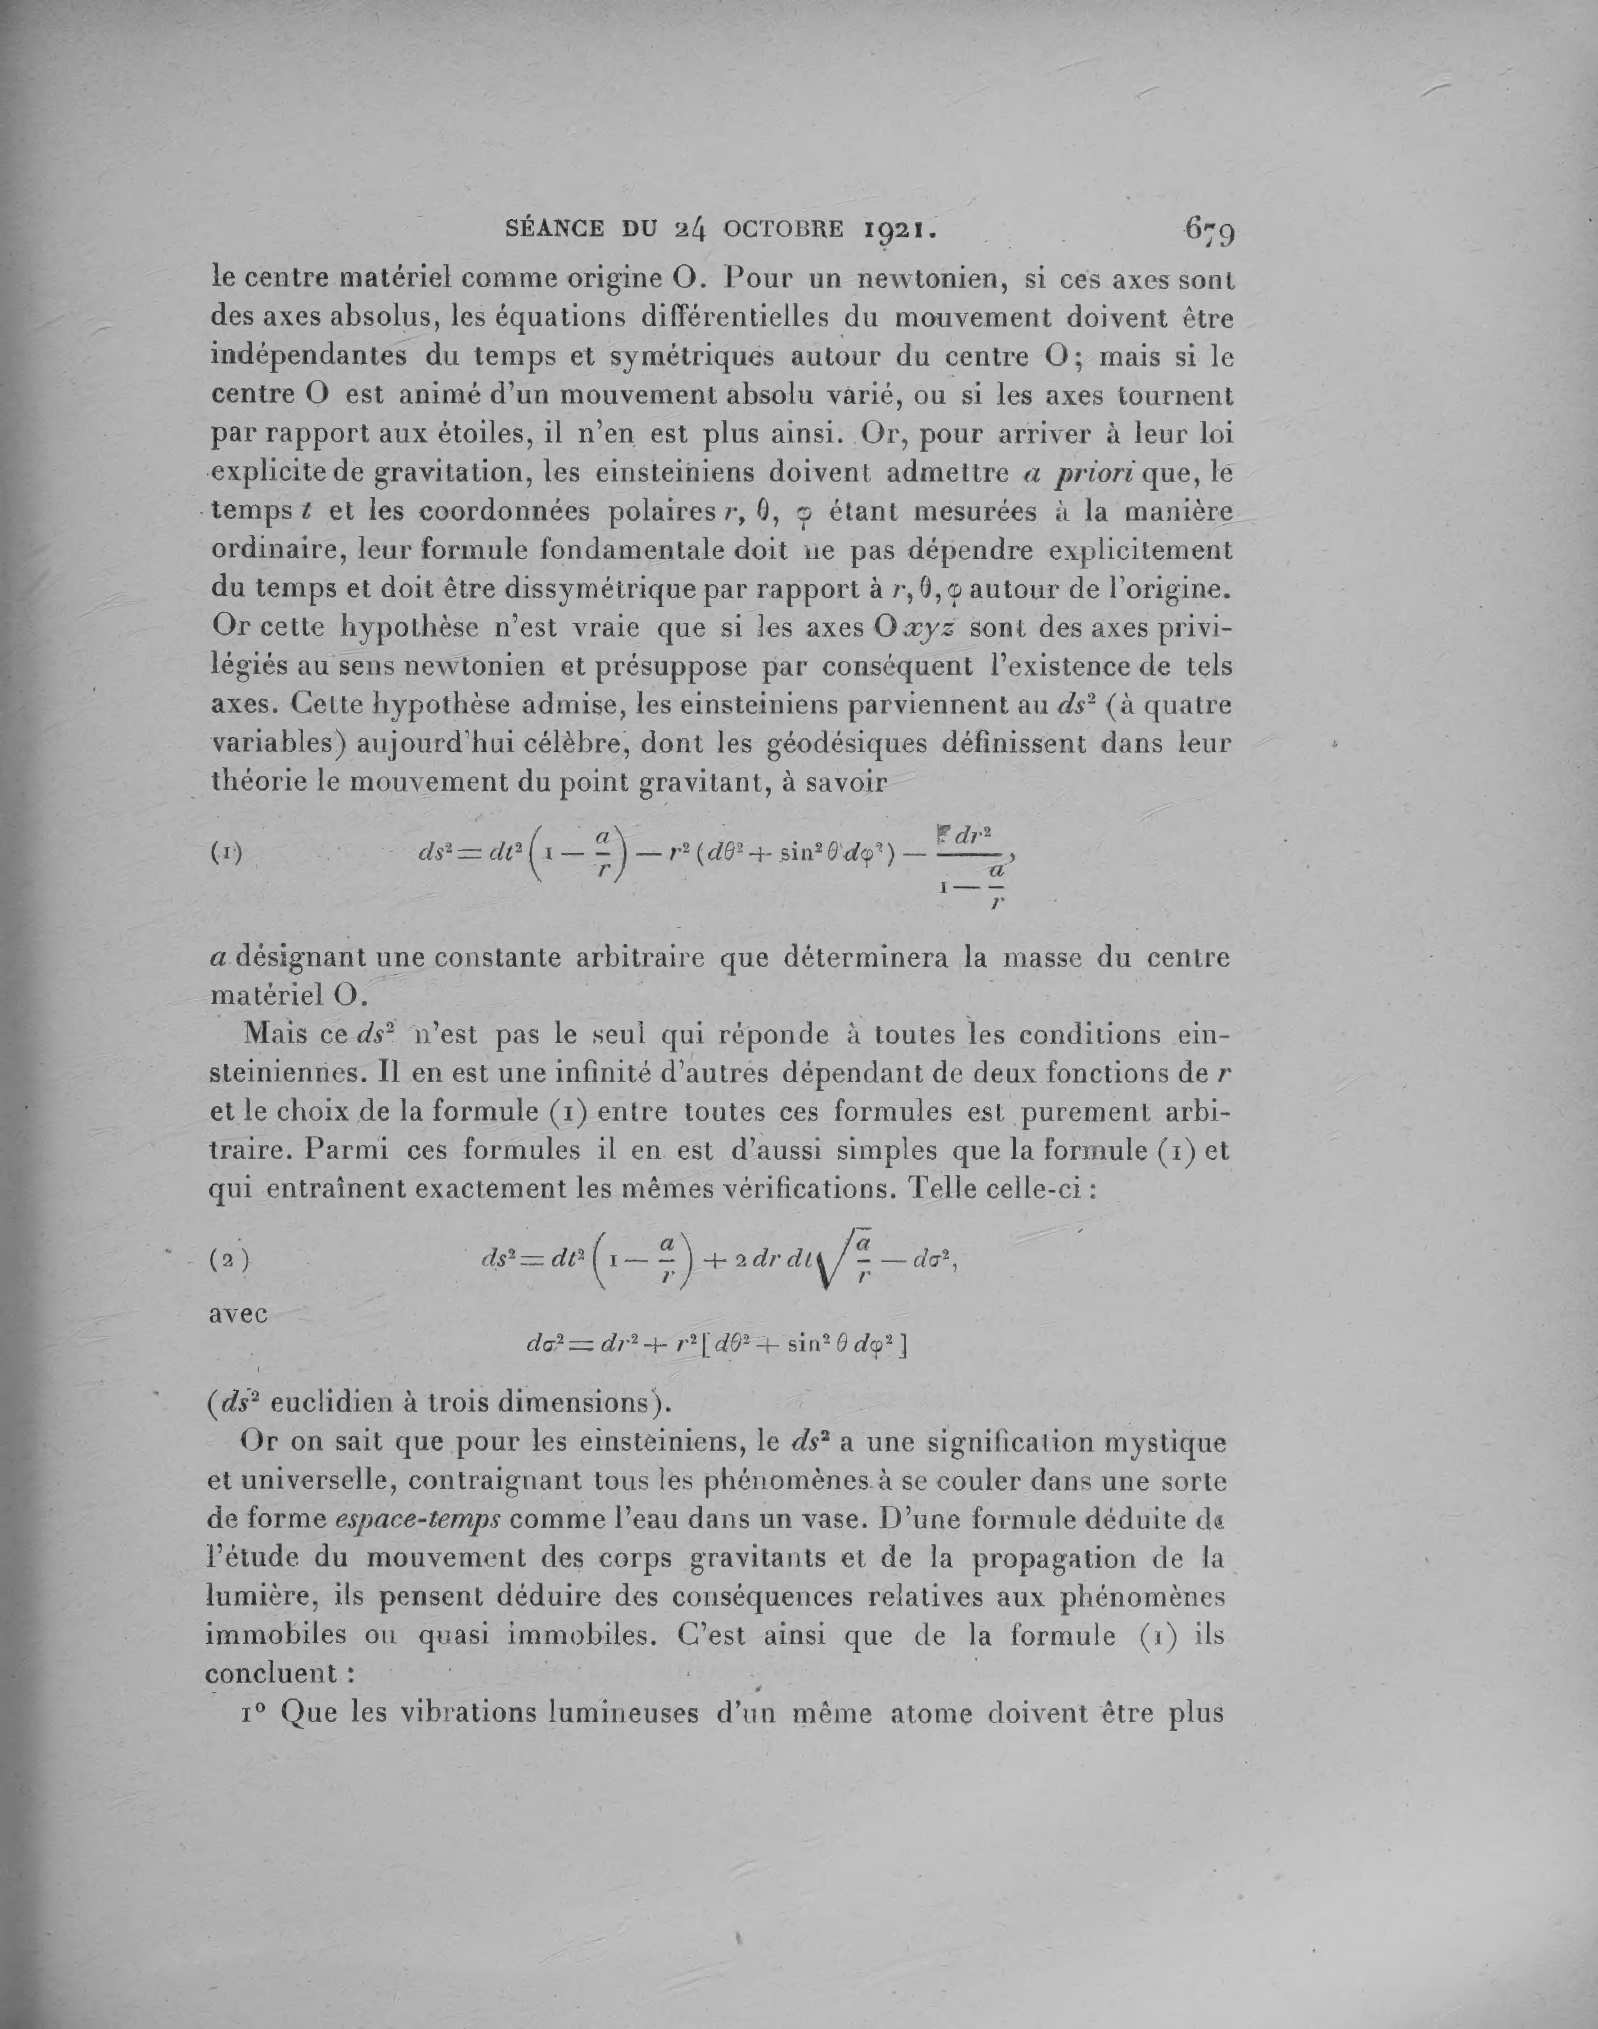 SÉANCE DU 24 OCTOBRE 1921. 679
le centre matériel comme origine O. Pour un newtonien, si ces axes sont
des axes absolus, les équations différentielles du mouvement doivent être
indépendantes du temps et symétriques autour du centre O; mais si le
centre O est animé d'un mouvement absolu varié, ou si les axes tournent
par rapport aux étoiles, il n'en est plus ainsi. Or, pour arriver à leur loi
explicite de gravitation, les einsteiniens doivent admettre a priori que, le
temps t et les coordonnées polaires r, θ, φ étant mesurées à la manière
ordinaire, leur formule fondamentale doit ne pas dépendre explicitement
du temps et doit être dissymétrique par rapport à r, θ, φ autour de l'origine.
Or cette hypothèse n'est vraie que si les axes Oxyz sont des axes privi-
légiés au sens newtonien et présuppose par conséquent l'existence de tels
axes. Cette hypothèse admise, les einsteiniens parviennent au ds² (à quatre
variables) aujourd'hui célèbre, dont les géodésiques définissent dans leur
théorie le mouvement du point gravitant, à savoir
(1) ds² = dt² (1 — a/r) — r² (dθ² + sin² θ dφ²) — dr²/(1 — a/r),
a désignant une constante arbitraire que déterminera la masse du centre
matériel O.
Mais ce ds² n'est pas le seul qui réponde à toutes les conditions ein-
steiniennes. Il en est une infinité d'autres dépendant de deux fonctions de r
et le choix de la formule (1) entre toutes ces formules est purement arbi-
traire. Parmi ces formules il en est d'aussi simples que la formule (1) et
qui entraînent exactement les mêmes vérifications. Telle celle-ci :
(2) ds² = dt² (1 — a/r) + 2 dr dt √(a/r) — dσ²,
avec
dσ² = dr² + r² [dθ² + sin² θ dφ²]
(ds² euclidien à trois dimensions).
Or on sait que pour les einsteiniens, le ds² a une signification mystique
et universelle, contraignant tous les phénomènes à se couler dans une sorte
de forme espace-temps comme l'eau dans un vase. D'une formule déduite de
l'étude du mouvement des corps gravitants et de la propagation de la
lumière, ils pensent déduire des conséquences relatives aux phénomènes
immobiles ou quasi immobiles. C'est ainsi que de la formule (1) ils
concluent :
1° Que les vibrations lumineuses d'un même atome doivent être plus